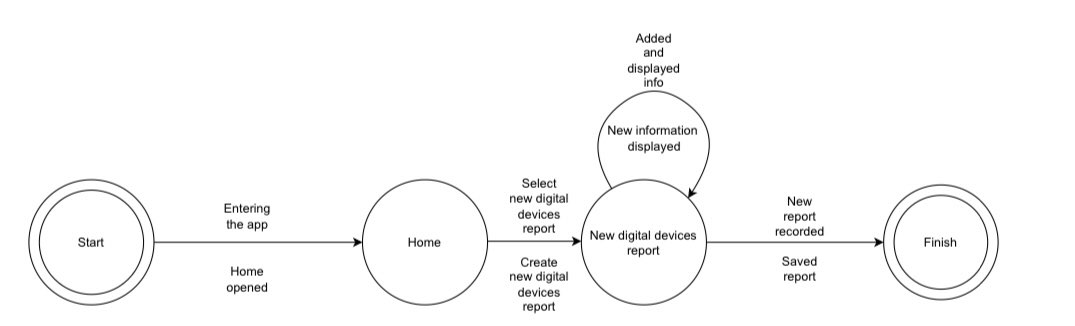 Added
and
displayed
info
New information
displayed
Select
new digital
devices
report
Entering
the app
New
report
recorded
Start
Home
New digital devices
report
Finish
Home
opened
Create
new digital
devices
report
Saved
report